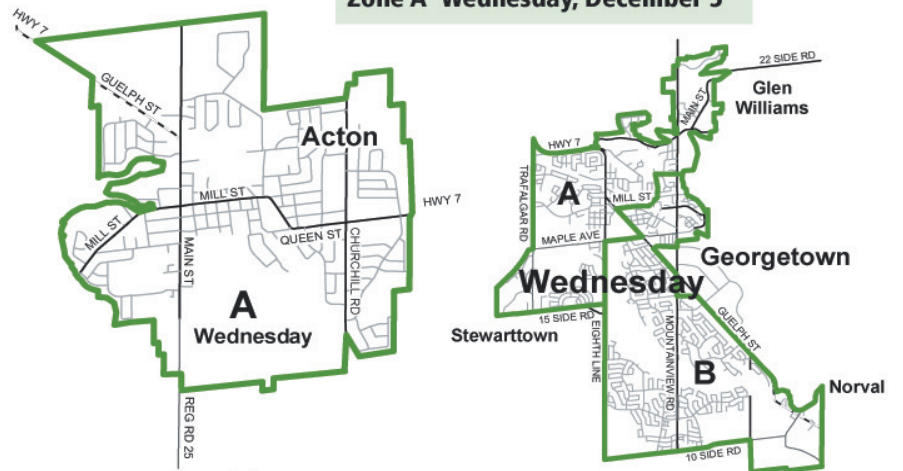 Zone A Wednesday, December 5
HWY 7
GUELPH ST
Acton
MILL ST
HWY 7
MILL ST
QUEEN ST
MAIN ST
CHURCHILL RD
A
Wednesday
REG RD 25
22 SIDE RD
Glen
Williams
MAIN ST
HWY 7
TRAFALGAR RD
A
MILL ST
MAPLE AVE
Georgetown
Wednesday
15 SIDE RD
Stewarttown
EIGHTH LINE
MOUNTAINVIEW RD
GUELPH ST
B
Norval
10 SIDE RD